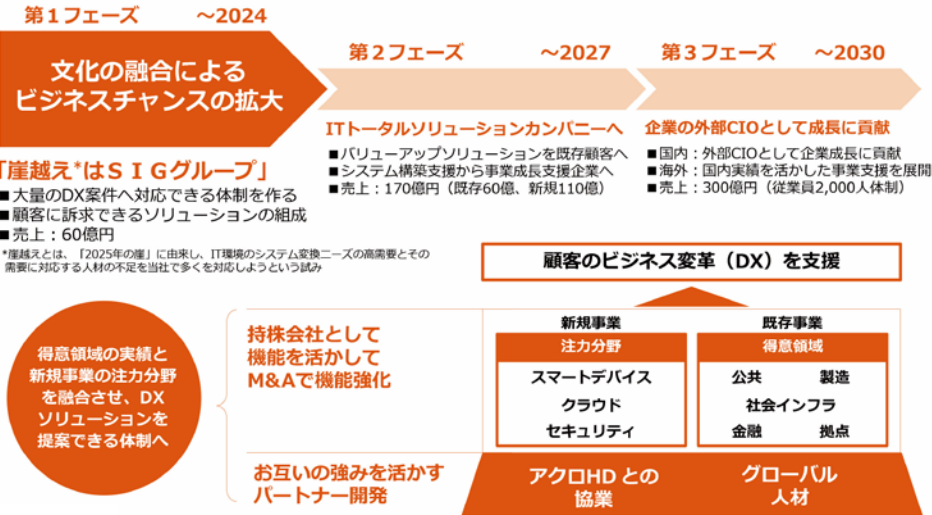 第１フェーズ ～2024
文化の融合による
ビジネスチャンスの拡大
「崖越え*はＳＩＧグループ」
■大量のDX案件へ対応できる体制を作る
■顧客に訴求できるソリューションの組成
■売上：60億円
*崖越えとは、「2025年の崖」に由来し、IT環境のシステム変換ニーズの高需要とその
需要に対応する人材の不足を当社で多くを対応しようという試み
第２フェーズ ～2027
ITトータルソリューションカンパニーへ
■バリューアップソリューションを既存顧客へ
■システム構築支援から事業成長支援企業へ
■売上：170億円（既存60億、新規110億）
第３フェーズ ～2030
企業の外部CIOとして成長に貢献
■国内：外部CIOとして企業成長に貢献
■海外：国内実績を活かした事業支援を展開
■売上：300億円（従業員2,000人体制）
顧客のビジネス変革（DX）を支援
得意領域の実績と
新規事業の注力分野
を融合させ、DX
ソリューションを
提案できる体制へ
持株会社として
機能を活かして
M&Aで機能強化
お互いの強みを活かす
パートナー開発
新規事業
注力分野
スマートデバイス
クラウド
セキュリティ
既存事業
得意領域
公共 製造
社会インフラ
金融 拠点
アクロHD との
協業
グローバル
人材